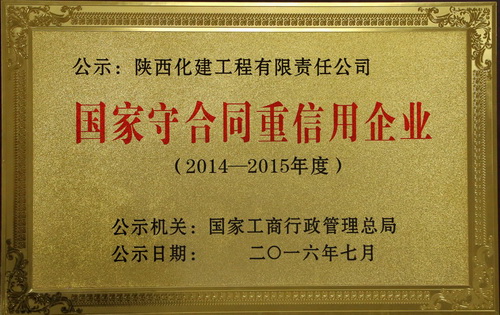 公示：陕西化建工程有限责任公司
国家守合同重信用企业
（2014—2015年度）
公示机关：国家工商行政管理总局
公示日期： 二〇一六年七月